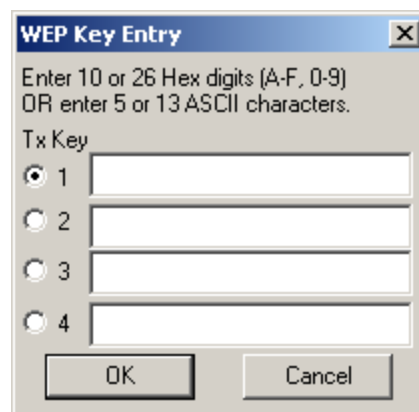 WEP Key Entry
Enter 10 or 26 Hex digits (A-F, 0-9)
OR enter 5 or 13 ASCII characters.
Tx Key
1
2
3
4
OK Cancel